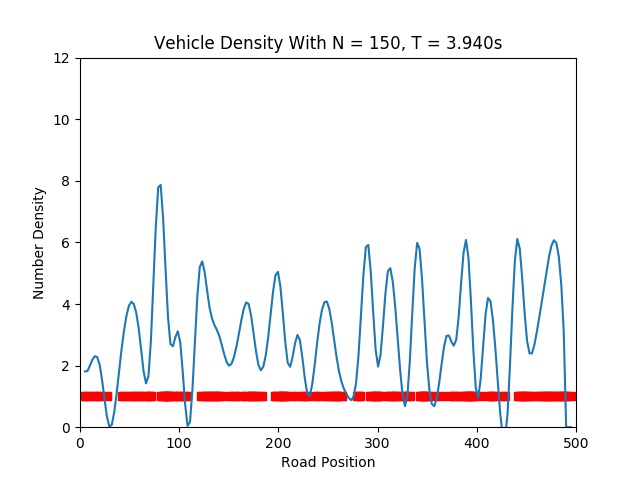 Vehicle Density With N = 150, T = 3.940s
12
10
8
6
4
2
0
Number Density
0 100 200 300 400 500
Road Position